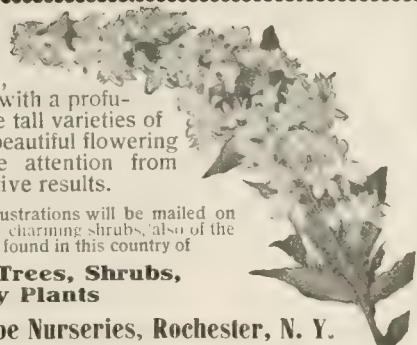 with a profu-
e tall varieties of
beautiful flowering
e attention from
ive results.
ustrations will be mailed on
charming shrubs, also of the
found in this country of
Trees, Shrubs,
y Plants
pe Nurseries, Rochester, N. Y.